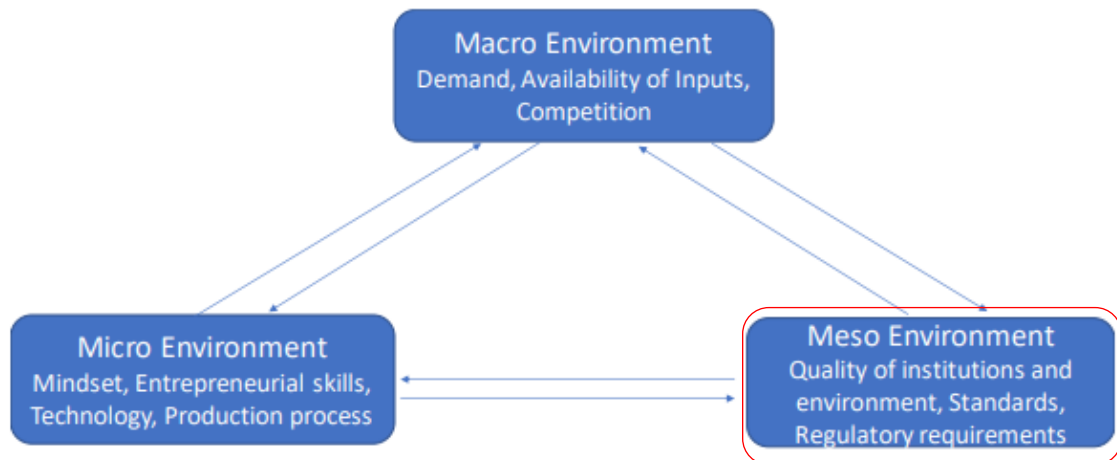 Macro Environment
Demand, Availability of Inputs,
Competition
Micro Environment
Mindset, Entrepreneurial skills,
Technology, Production process
Meso Environment
Quality of institutions and
environment, Standards,
Regulatory requirements